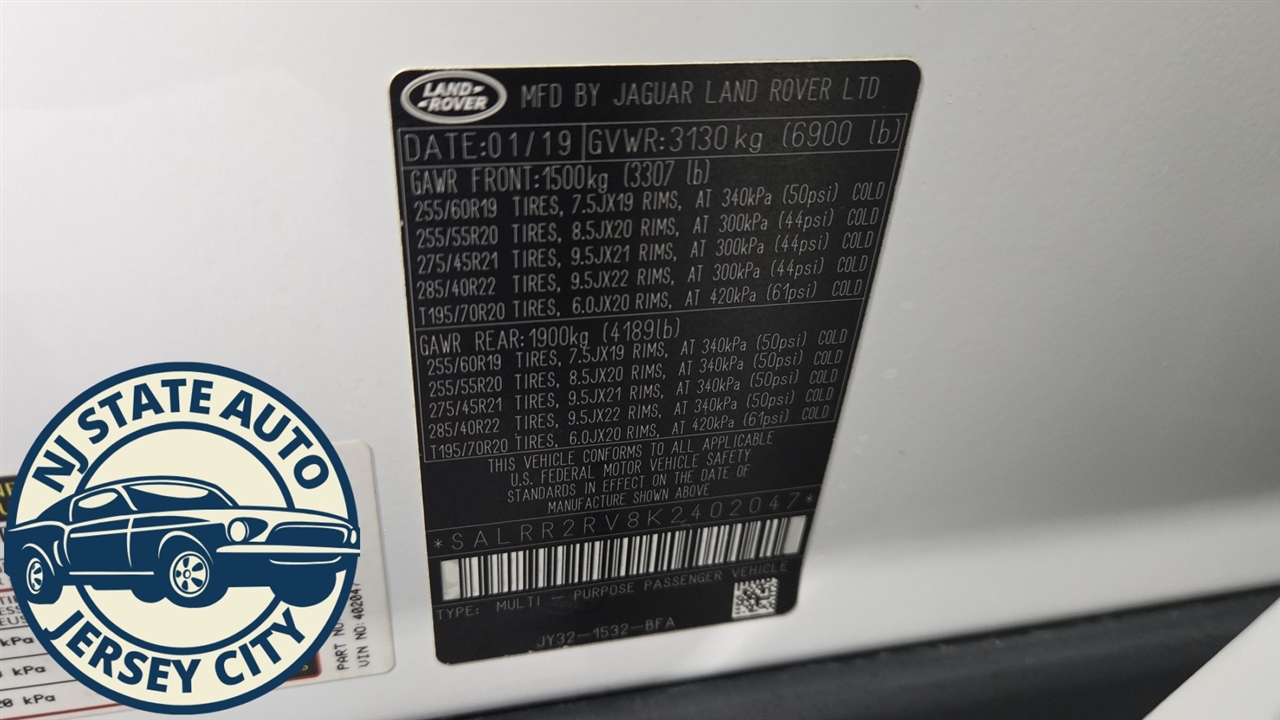 LAND-
-ROVER
MFD BY JAGUAR LAND ROVER LTD
DATE:01/19 GVWR:3130kg (6900 lb)
GAWR FRONT:1500kg (3307 lb)
255/60R19 TIRES, 7.5JX19 RIMS, AT 340kPa (50psi) COLD
255/55R20 TIRES, 8.5JX20 RIMS, AT 300kPa (44psi) COLD
275/45R21 TIRES, 9.5JX21 RIMS, AT 300kPa (44psi) COLD
285/40R22 TIRES, 9.5JX22 RIMS, AT 300kPa (44psi) COLD
T195/70R20 TIRES, 6.0JX20 RIMS, AT 420kPa (61psi) COLD
GAWR REAR:1900kg (4189lb)
255/60R19 TIRES, 7.5JX19 RIMS, AT 340kPa (50psi) COLD
255/55R20 TIRES, 8.5JX20 RIMS, AT 340kPa (50psi) COLD
275/45R21 TIRES, 9.5JX21 RIMS, AT 340kPa (50psi) COLD
285/40R22 TIRES, 9.5JX22 RIMS, AT 340kPa (50psi) COLD
T195/70R20 TIRES, 6.0JX20 RIMS, AT 420kPa (61psi) COLD
THIS VEHICLE CONFORMS TO ALL APPLICABLE
U.S. FEDERAL MOTOR VEHICLE SAFETY
STANDARDS IN EFFECT ON THE DATE OF
MANUFACTURE SHOWN ABOVE
*SALRR2RV8K2402047*
TYPE: MULTI - PURPOSE PASSENGER VEHICLE
JY32-1532-BFA
NJ STATE AUTO
JERSEY CITY
PART NO
VIN NO:402047
kPa
kPa
20 kPa